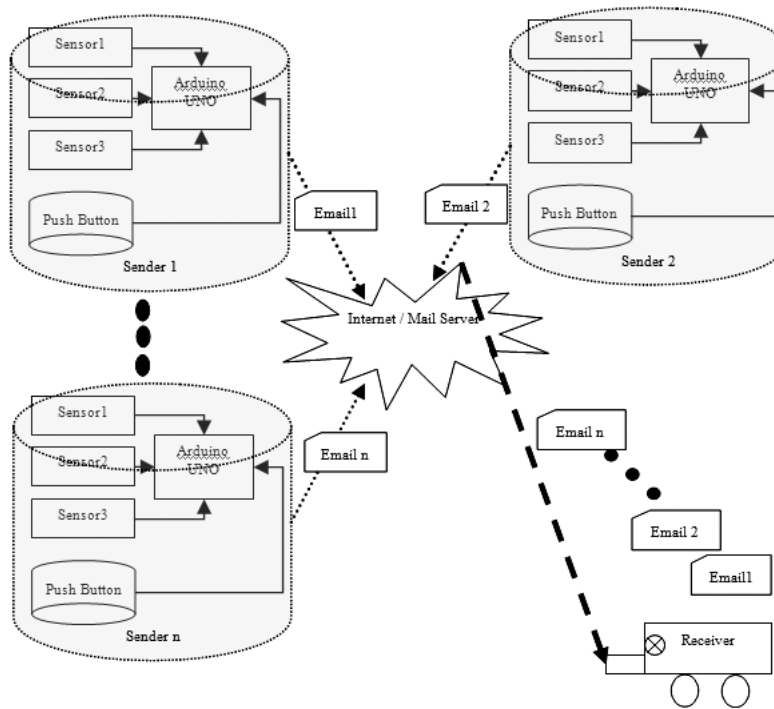 Sensor1
Sensor2
Sensor3
Arduino
UNO
Push Button
Sender 1
Sensor1
Sensor2
Sensor3
Arduino
UNO
Push Button
Sender 2
Email1
Email 2
Internet / Mail Server
Sensor1
Sensor2
Sensor3
Arduino
UNO
Push Button
Sender n
Email n
Email n
Email 2
Email1
Receiver